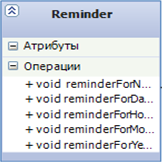 Reminder
Атрибуты
Операции
+ void reminderForN...
+ void reminderForDa...
+ void reminderForHo...
+ void reminderForMo...
+ void reminderForYe...